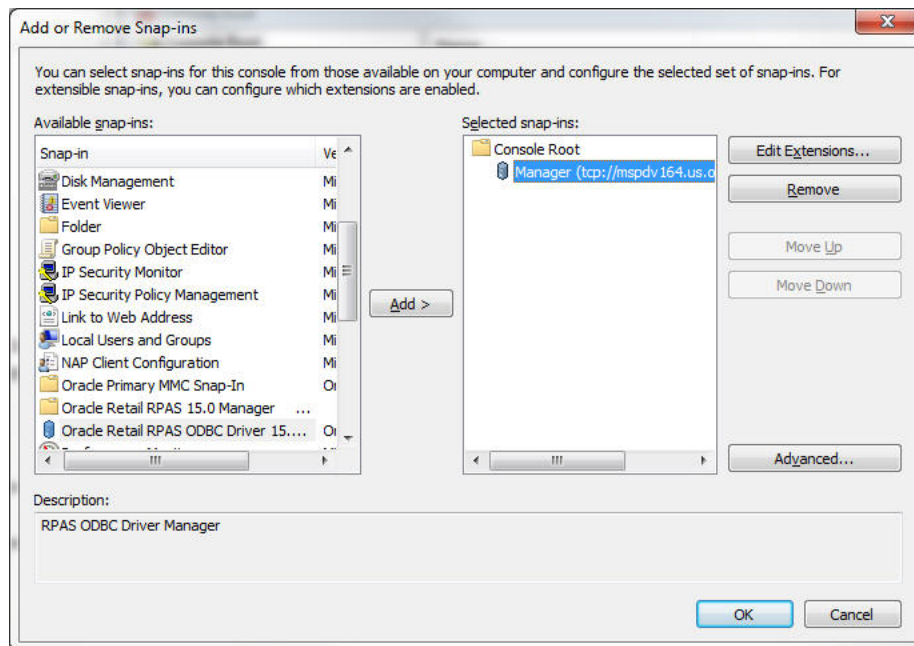 Add or Remove Snap-ins
You can select snap-ins for this console from those available on your computer and configure the selected set of snap-ins. For
extensible snap-ins, you can configure which extensions are enabled.
Available snap-ins:
Snap-in Ve
Disk Management Mi
Event Viewer Mi
Folder Mi
Group Policy Object Editor Mi
IP Security Monitor Mi
IP Security Policy Management Mi
Link to Web Address Mi
Local Users and Groups Mi
NAP Client Configuration Mi
Oracle Primary MMC Snap-In Or
Oracle Retail RPAS 15.0 Manager ...
Oracle Retail RPAS ODBC Driver 15.... Or
Add >
Selected snap-ins:
Console Root
Manager (tcp://mspdv164.us.o
Edit Extensions...
Remove
Move Up
Move Down
Advanced...
Description:
RPAS ODBC Driver Manager
OK
Cancel